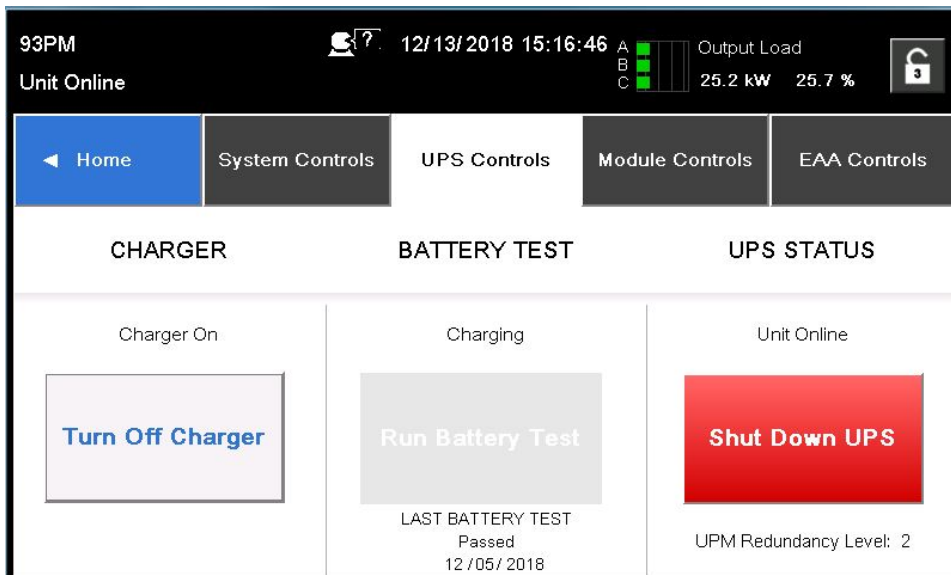 93PM
? 12/13/2018 15:16:46
Unit Online
A
B
C
Output Load
25.2 kW 25.7 %
3
◄ Home
System Controls
UPS Controls
Module Controls
EAA Controls
CHARGER
BATTERY TEST
UPS STATUS
Charger On
Turn Off Charger
Charging
Run Battery Test
LAST BATTERY TEST
Passed
12/05/2018
Unit Online
Shut Down UPS
UPM Redundancy Level: 2